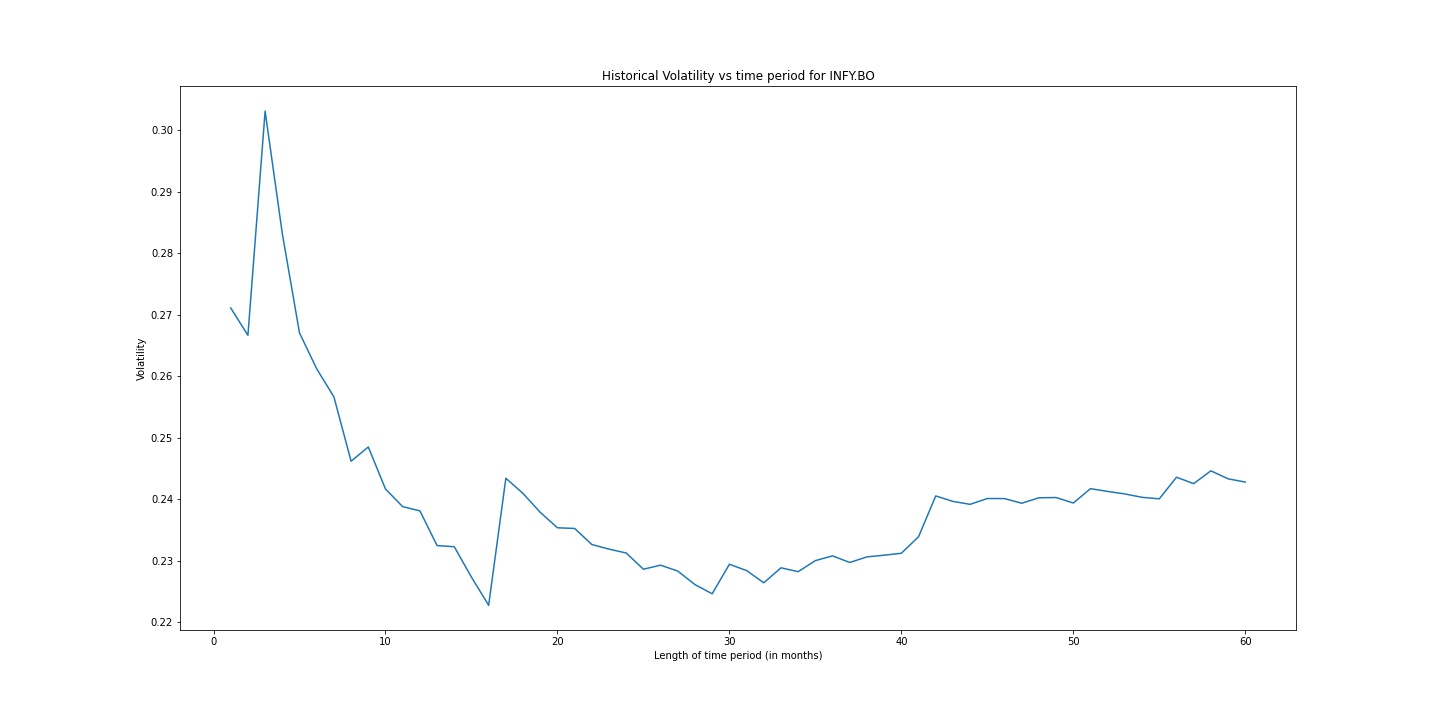 Historical Volatility vs time period for INFY.BO
0.30
0.29
0.28
0.27
0.26
0.25
0.24
0.23
0.22
Volatility
0 10 20 30 40 50 60
Length of time period (in months)